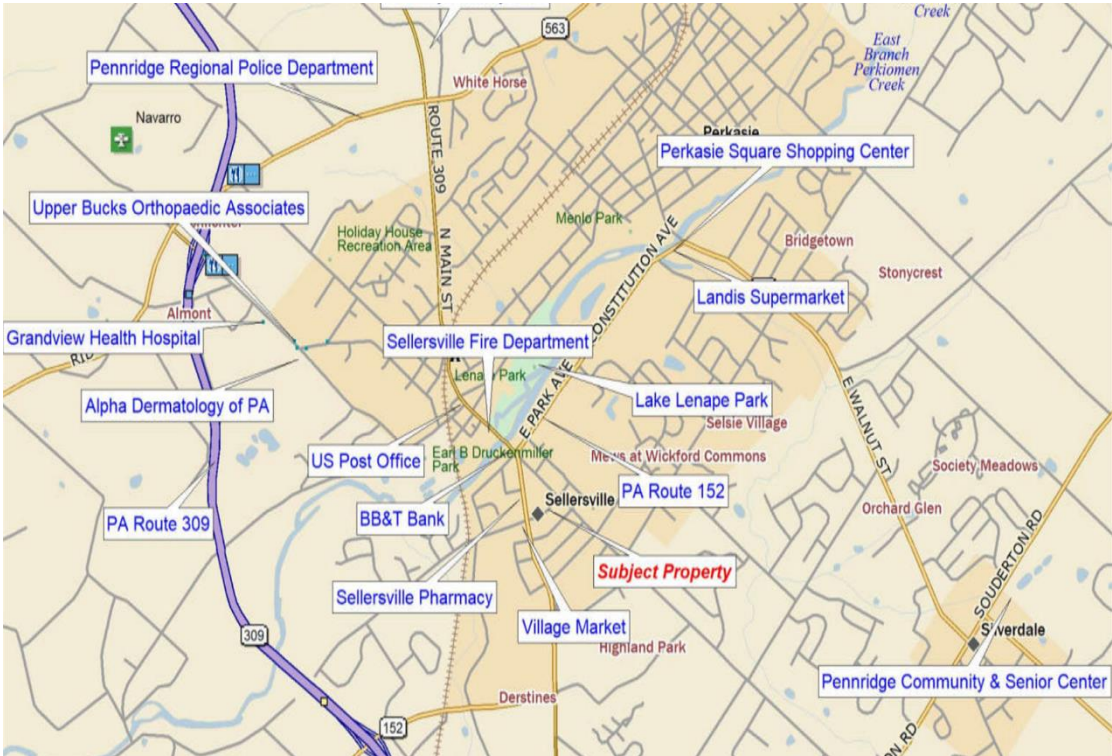 Creek
563
East
Branch
Perkiomen
Creek
Pennridge Regional Police Department
White Horse
Navarro
ROUTE 309
Perkasie
Perkasie Square Shopping Center
Upper Bucks Orthopaedic Associates
Menlo Park
Holiday House
Recreation Area
N MAIN ST
CONSTITUTION AVE
Bridgetown
Stonycrest
Landis Supermarket
Almont
Grandview Health Hospital
Sellersville Fire Department
Lenape Park
E PARK AVE
Lake Lenape Park
E WALNUT ST
Alpha Dermatology of PA
Selsie Village
US Post Office
Earl B Druckenmiller
Park
Mews at Wickford Commons
Society Meadows
PA Route 152
Sellersville
BB&T Bank
Orchard Glen
PA Route 309
SOUDERTON RD
Subject Property
Sellersville Pharmacy
Village Market
309
Silverdale
Highland Park
Pennridge Community & Senior Center
Derstines
152
RD